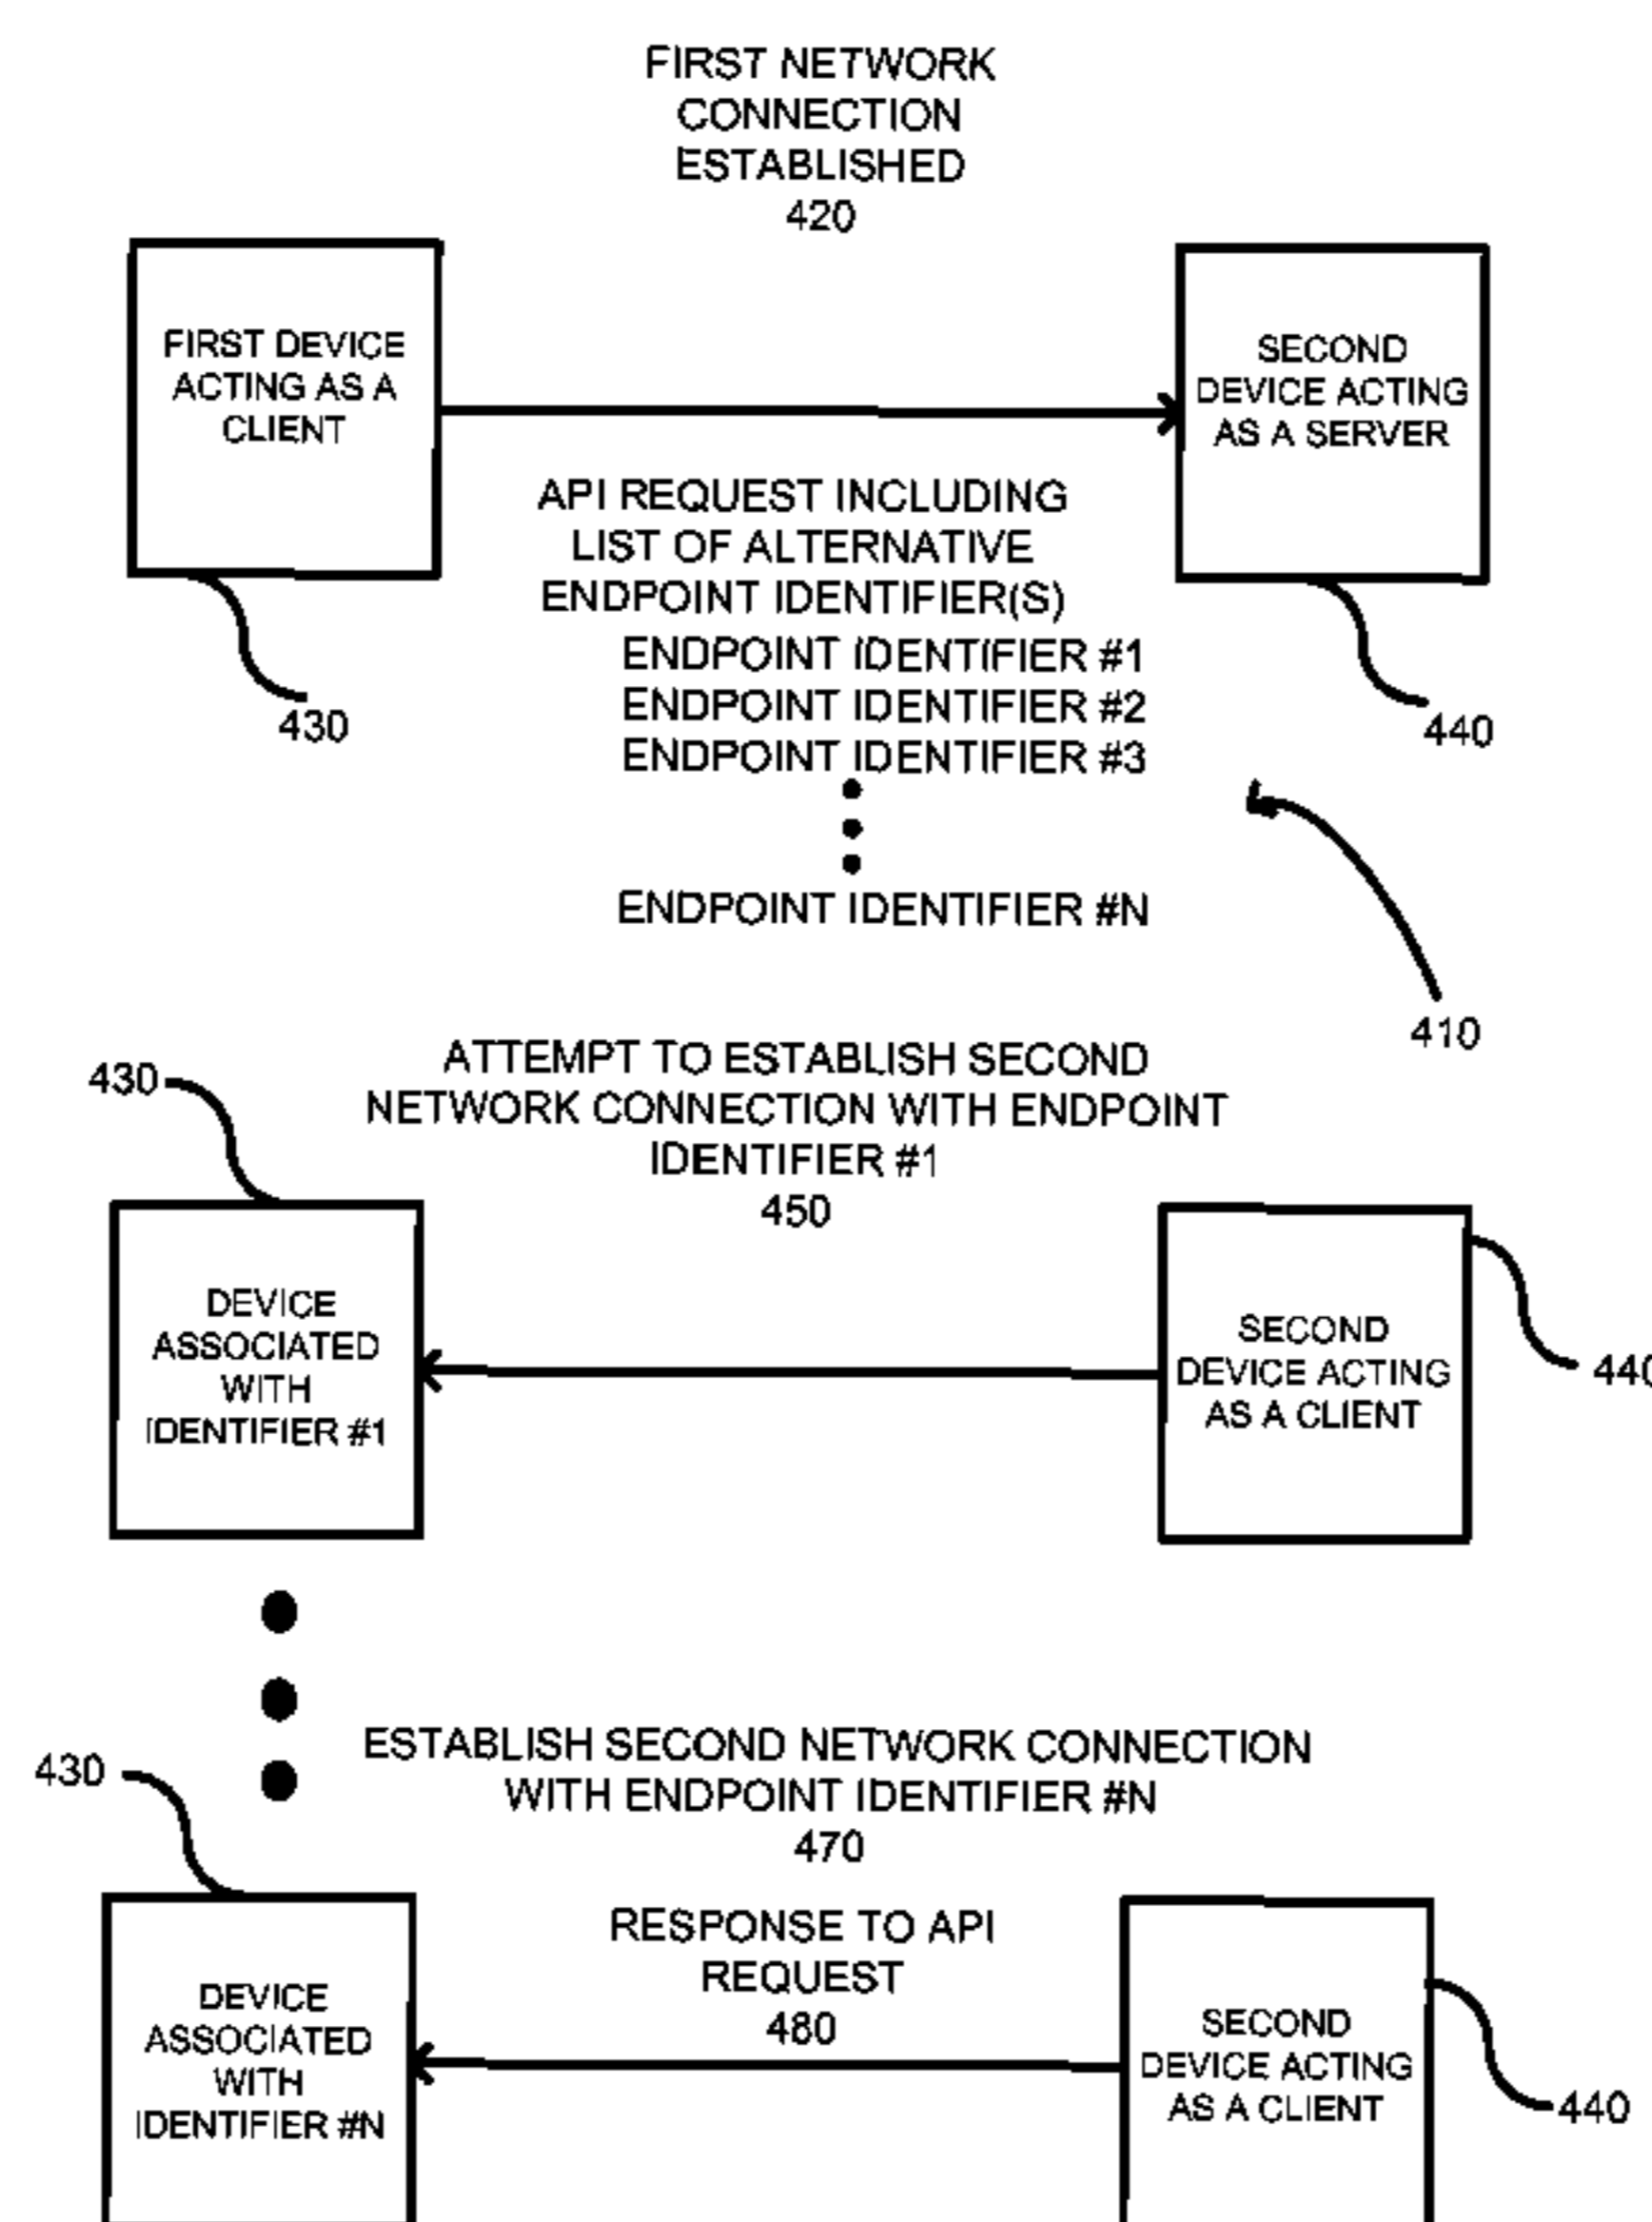 FIRST NETWORK
CONNECTION
ESTABLISHED
420
FIRST DEVICE
ACTING AS A
CLIENT
SECOND
DEVICE ACTING
AS A SERVER
API REQUEST INCLUDING
LIST OF ALTERNATIVE
ENDPOINT IDENTIFIER(S)
ENDPOINT IDENTIFIER #1
ENDPOINT IDENTIFIER #2
ENDPOINT IDENTIFIER #3
ENDPOINT IDENTIFIER #N
430
440
410
430
ATTEMPT TO ESTABLISH SECOND
NETWORK CONNECTION WITH ENDPOINT
IDENTIFIER #1
450
DEVICE
ASSOCIATED
WITH
IDENTIFIER #1
SECOND
DEVICE ACTING
AS A CLIENT
440
430
ESTABLISH SECOND NETWORK CONNECTION
WITH ENDPOINT IDENTIFIER #N
470
RESPONSE TO API
REQUEST
480
DEVICE
ASSOCIATED
WITH
IDENTIFIER #N
SECOND
DEVICE ACTING
AS A CLIENT
440